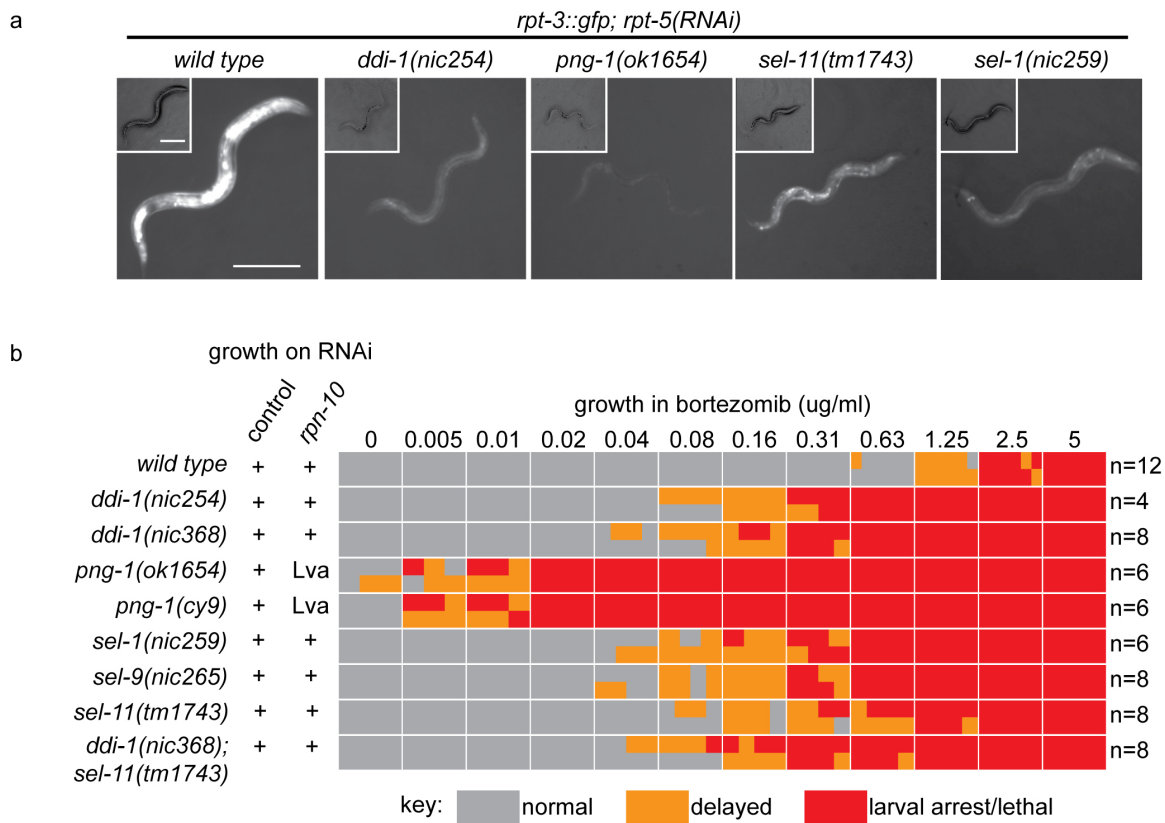 a
rpt-3::gfp; rpt-5(RNAi)
wild type ddi-1(nic254) png-1(ok1654) sel-11(tm1743) sel-1(nic259)
b
growth on RNAi
control rpn-10 growth in bortezomib (ug/ml)
0 0.005 0.01 0.02 0.04 0.08 0.16 0.31 0.63 1.25 2.5 5
wild type + + n=12
ddi-1(nic254) + + n=4
ddi-1(nic368) + + n=8
png-1(ok1654) + Lva n=6
png-1(cy9) + Lva n=6
sel-1(nic259) + + n=6
sel-9(nic265) + + n=8
sel-11(tm1743) + + n=8
ddi-1(nic368); + + n=8
sel-11(tm1743)
key: normal delayed larval arrest/lethal